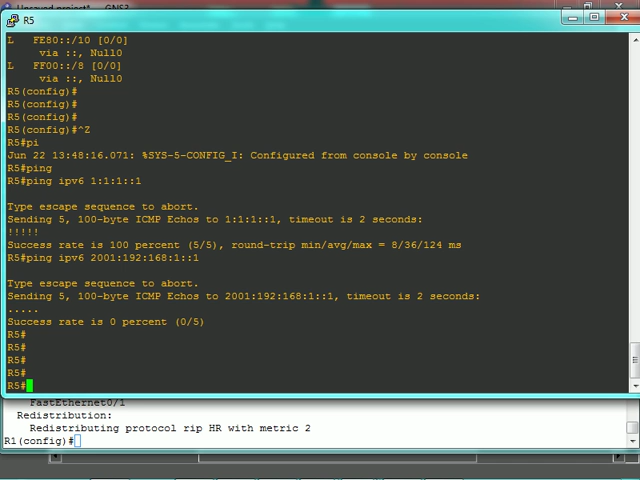 Unsaved project* — GNS3
R5
L   FE80::/10 [0/0]
     via ::, Null0
L   FF00::/8 [0/0]
     via ::, Null0
R5(config)#
R5(config)#
R5(config)#
R5(config)#^Z
R5#pi
Jun 22 13:48:16.071: %SYS-5-CONFIG_I: Configured from console by console
R5#ping
R5#ping ipv6 1:1:1::1
Type escape sequence to abort.
Sending 5, 100-byte ICMP Echos to 1:1:1::1, timeout is 2 seconds:
!!!!!
Success rate is 100 percent (5/5), round-trip min/avg/max = 8/36/124 ms
R5#ping ipv6 2001:192:168:1::1
Type escape sequence to abort.
Sending 5, 100-byte ICMP Echos to 2001:192:168:1::1, timeout is 2 seconds:
.....
Success rate is 0 percent (0/5)
R5#
R5#
R5#
R5#
R5#
FastEthernet0/1
Redistribution:
Redistributing protocol rip HR with metric 2
R1(config)#